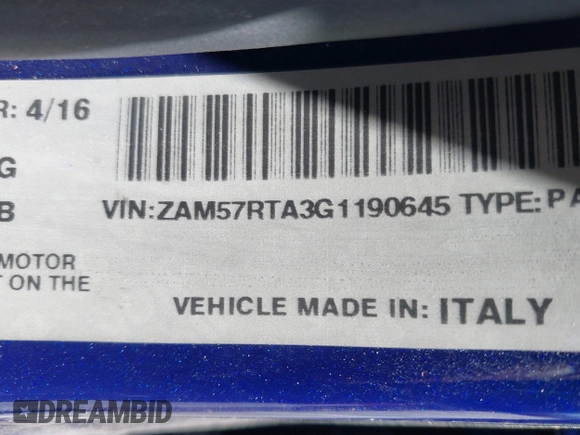 R: 4/16
G
B VIN:ZAM57RTA3G1190645 TYPE:PA
MOTOR
T ON THE
VEHICLE MADE IN: ITALY
DREAMBID